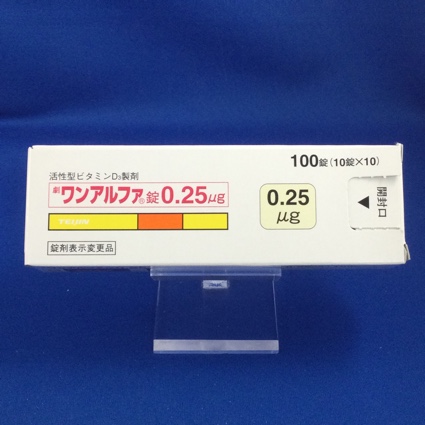 100錠(10錠×10)
活性型ビタミンD₃製剤
劇 ワンアルファ® 錠 0.25μg
0.25
μg
開封口
TEIJIN
錠剤表示変更品